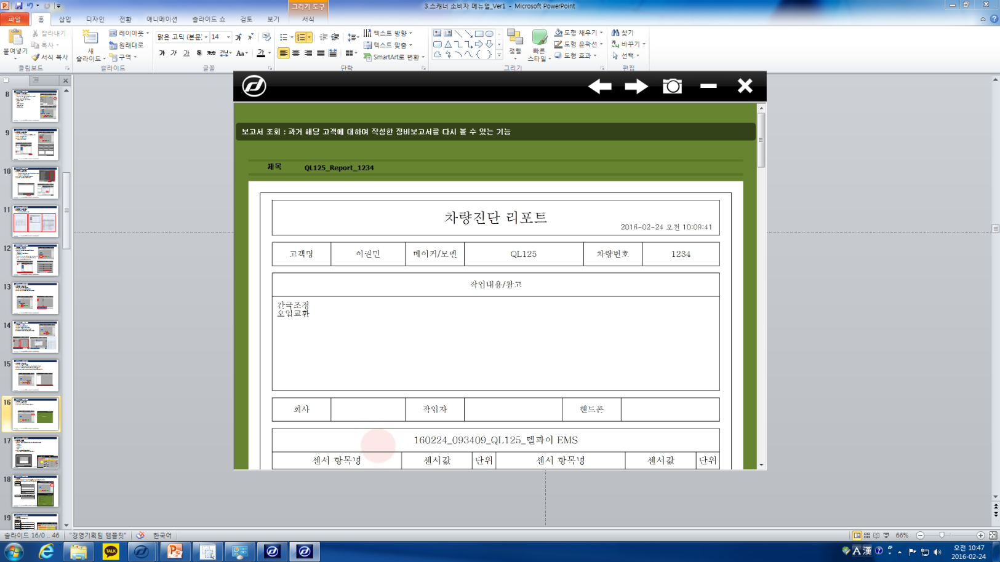 그리기 도구
3.스캐너 소비자 메뉴얼_Ver1 - Microsoft PowerPoint
파일 홈 삽입 디자인 전환 애니메이션 슬라이드 쇼 검토 보기 서식
붙여넣기
잘라내기
복사
서식 복사
클립보드
새
슬라이드
레이아웃
원래대로
구역
슬라이드
맑은 고딕 (본문) 14
글꼴
텍스트 방향
텍스트 맞춤
SmartArt로 변환
단락
정렬
빠른
스타일
도형 채우기
도형 윤곽선
도형 효과
그리기
찾기
바꾸기
선택
편집
8
9
10
11
12
13
14
15
16
17
18
19
보고서 조회 : 과거 해당 고객에 대하여 작성한 정비보고서를 다시 볼 수 있는 기능
제목 QL125_Report_1234
차량진단 리포트
2016-02-24 오전 10:09:41
고객명 이권민 메이커/모델 QL125 차량번호 1234
작업내용/참고
간극조정
오일교환
회사 작업자 핸드폰
160224_093409_QL125_델파이 EMS
센서 항목명 센서값 단위 센서 항목명 센서값 단위
슬라이드 16/0 .. 46 "경영기획팀 템플릿" 한국어 66%
TALK
A 漢
오전 10:47
2016-02-24